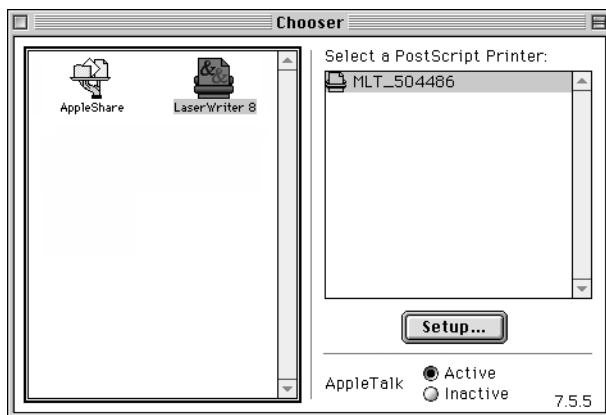 Chooser
AppleShare
LaserWriter 8
Select a PostScript Printer:
MLT_504486
Setup...
AppleTalk
Active
Inactive
7.5.5